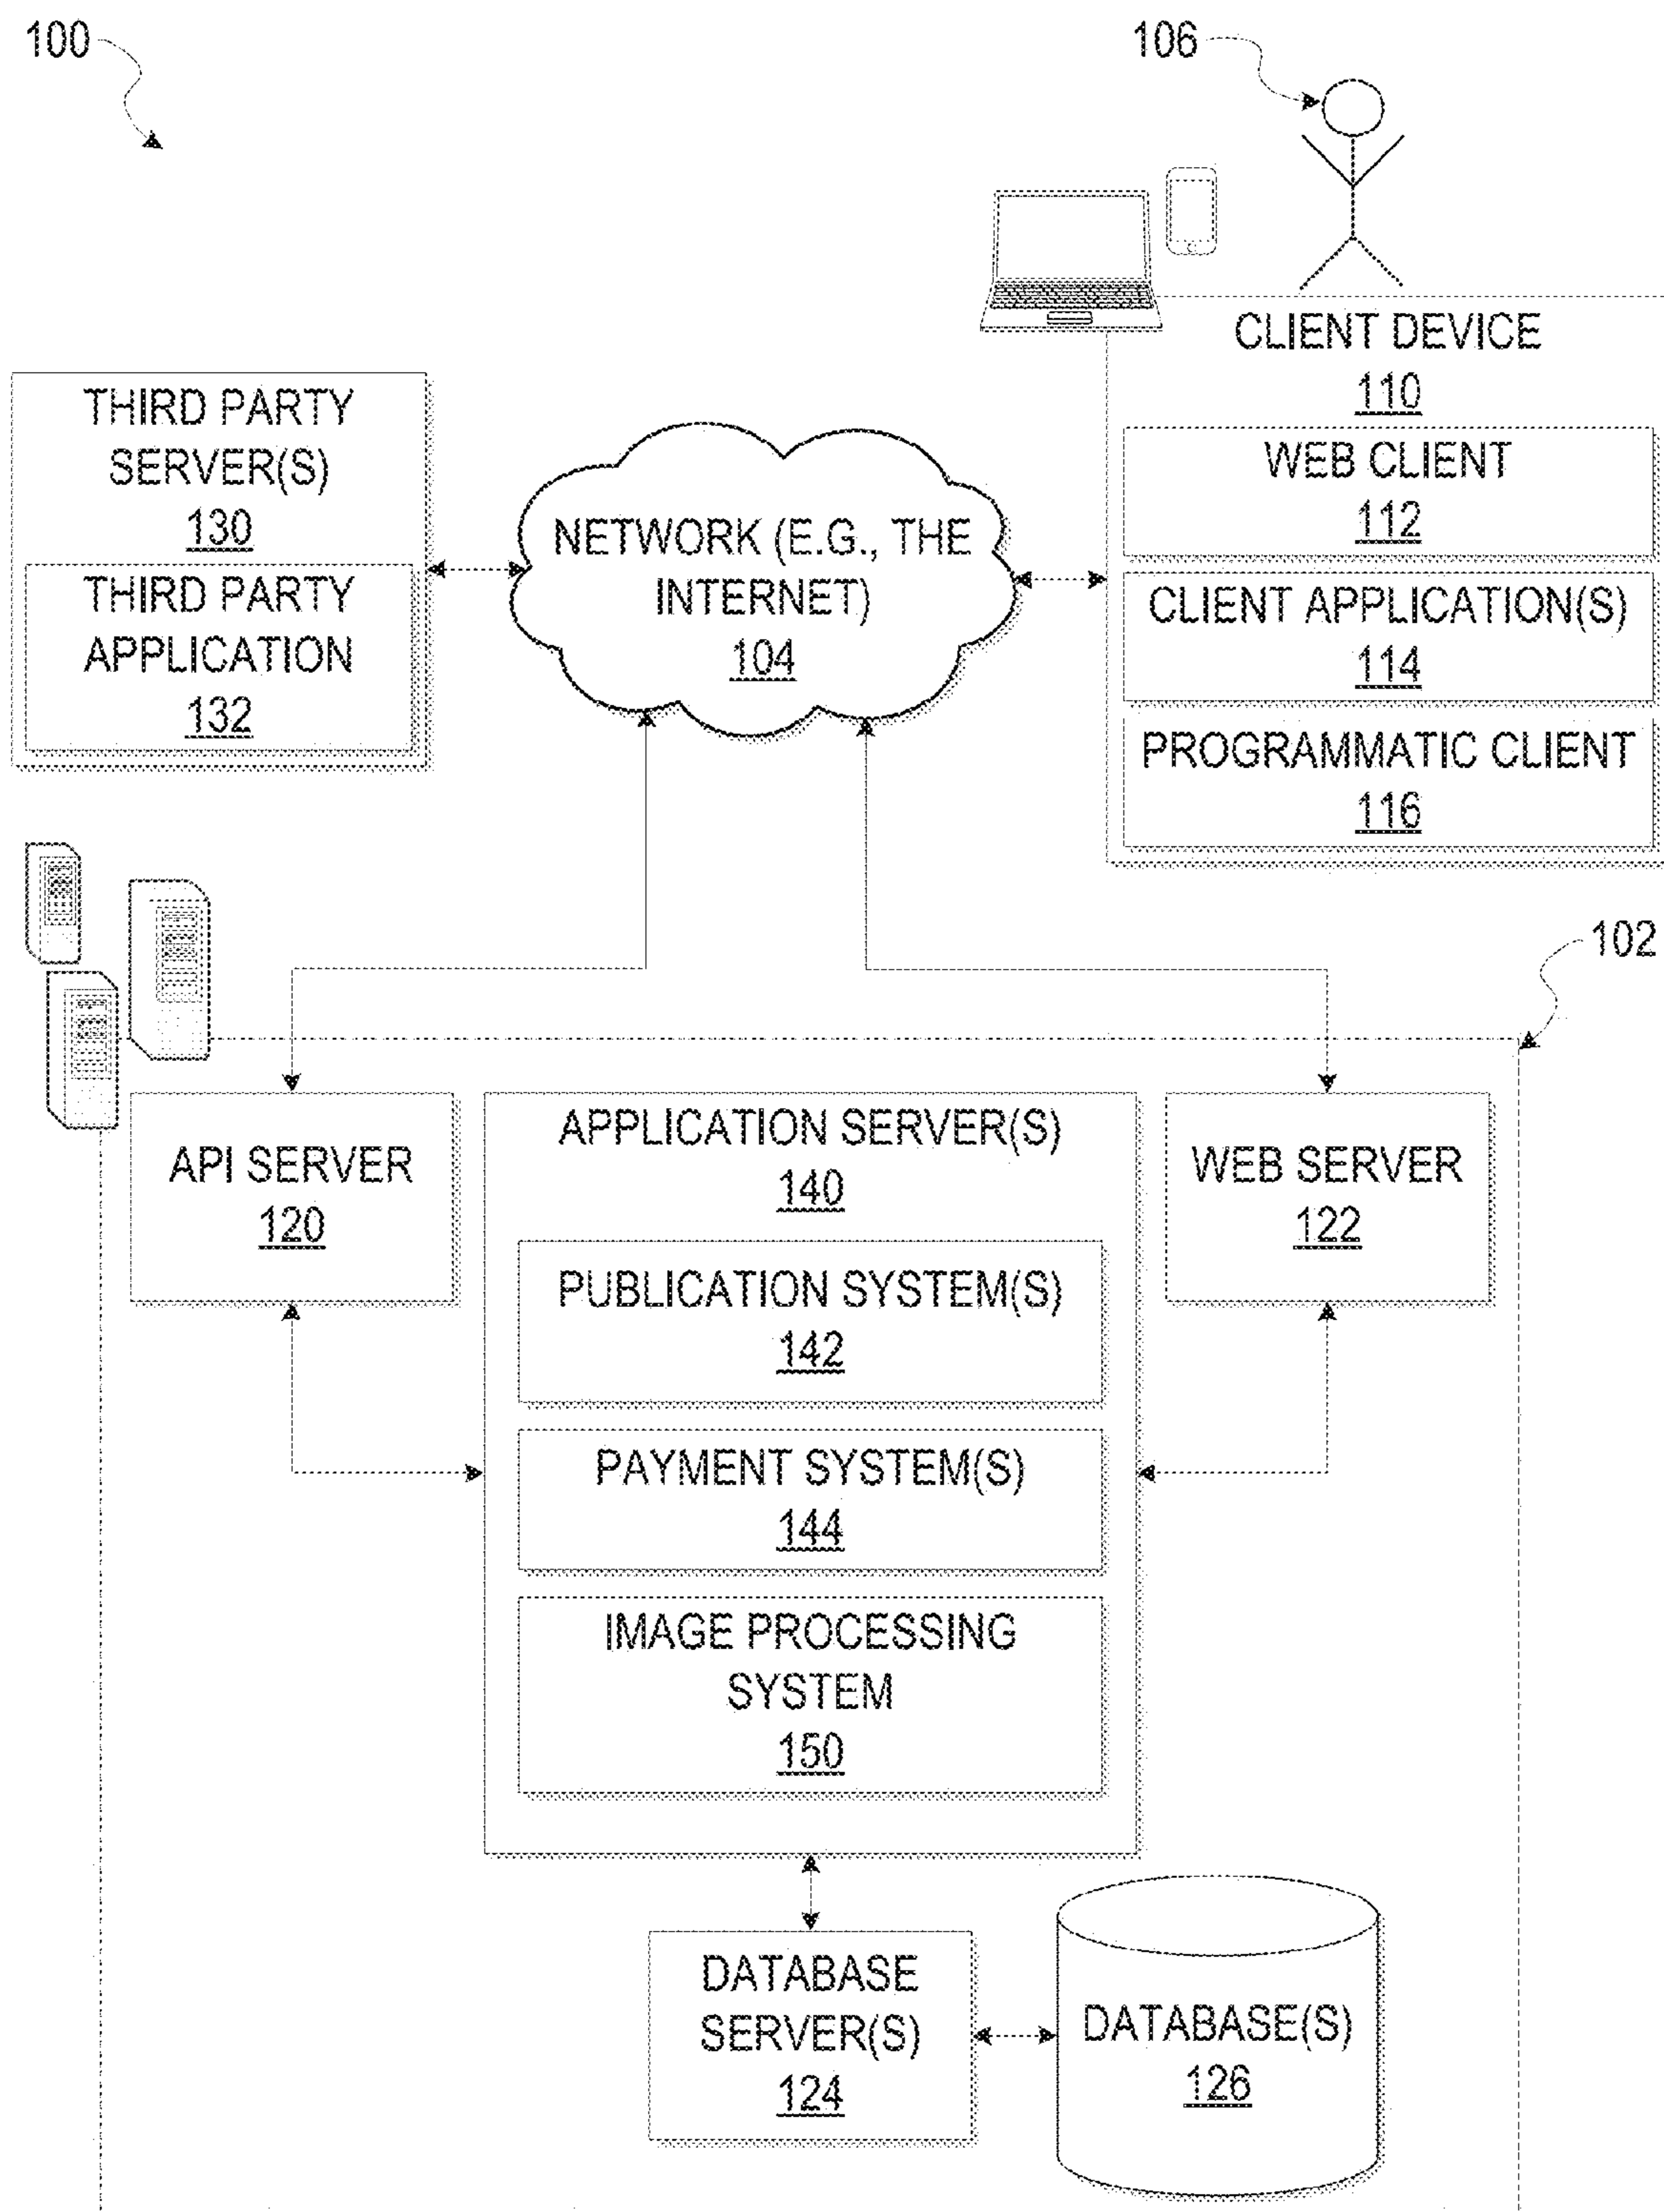 100
106
CLIENT DEVICE
110
WEB CLIENT
112
CLIENT APPLICATION(S)
114
PROGRAMMATIC CLIENT
116
THIRD PARTY
SERVER(S)
130
THIRD PARTY
APPLICATION
132
NETWORK (E.G., THE
INTERNET)
104
102
API SERVER
120
APPLICATION SERVER(S)
140
PUBLICATION SYSTEM(S)
142
PAYMENT SYSTEM(S)
144
IMAGE PROCESSING
SYSTEM
150
WEB SERVER
122
DATABASE
SERVER(S)
124
DATABASE(S)
126